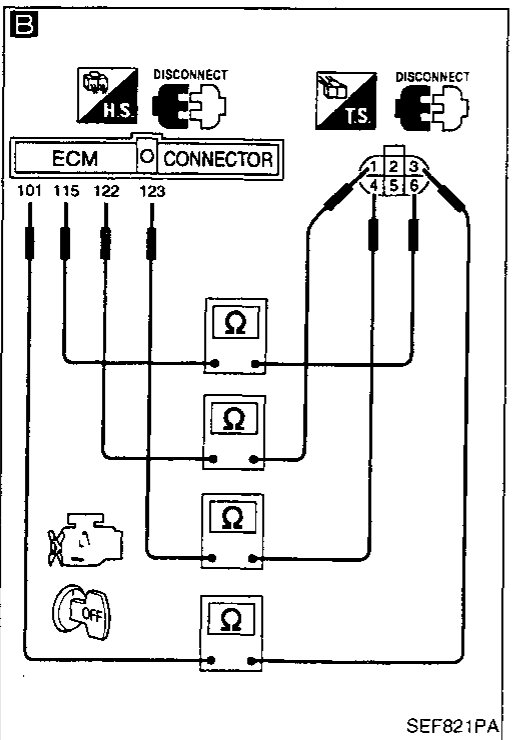 B
DISCONNECT
H.S.
DISCONNECT
T.S.
ECM CONNECTOR
101 115 122 123
1 2 3
4 5 6
Ω
Ω
Ω
Ω
OFF
SEF821PA